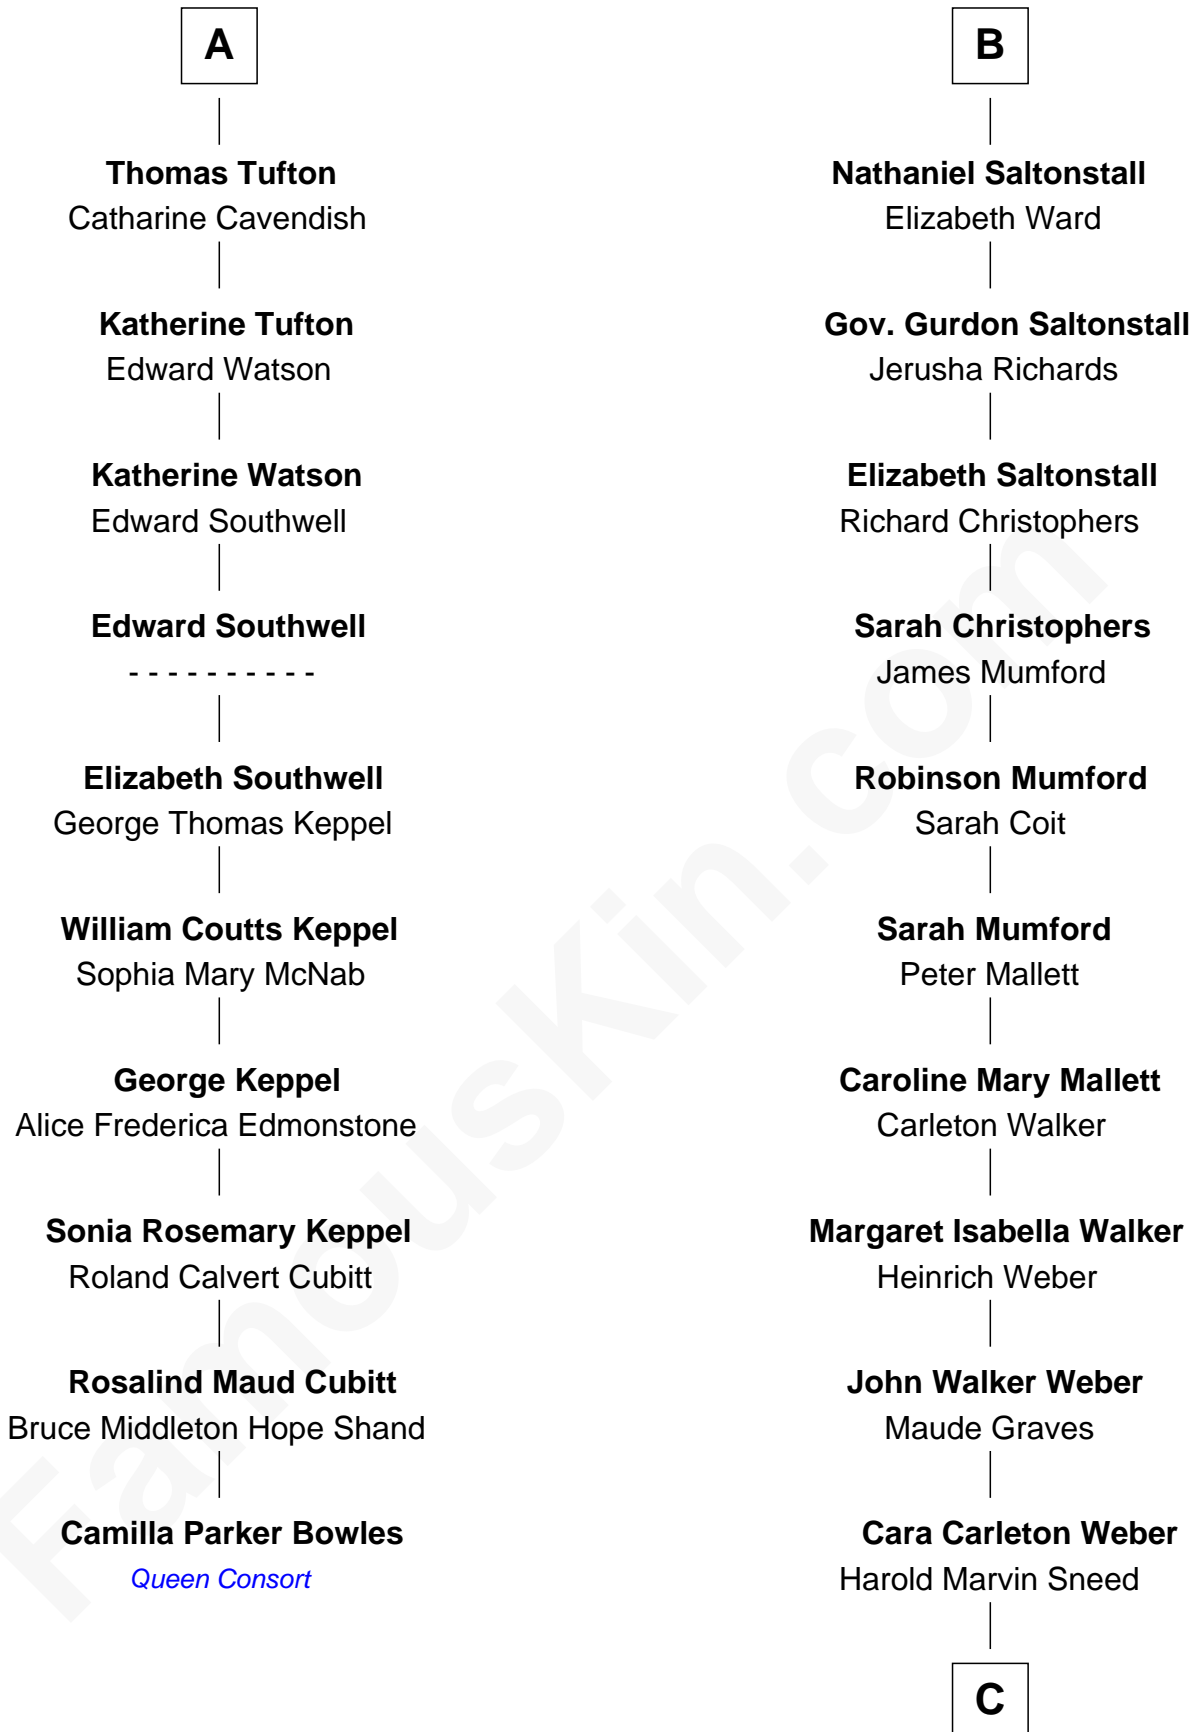 A
Thomas Tufton
Catharine Cavendish
Katherine Tufton
Edward Watson
Katherine Watson
Edward Southwell
Edward Southwell
- - - - - - - - - -
Elizabeth Southwell
George Thomas Keppel
William Coutts Keppel
Sophia Mary McNab
George Keppel
Alice Frederica Edmonstone
Sonia Rosemary Keppel
Roland Calvert Cubitt
Rosalind Maud Cubitt
Bruce Middleton Hope Shand
Camilla Parker Bowles
Queen Consort
B
Nathaniel Saltonstall
Elizabeth Ward
Gov. Gurdon Saltonstall
Jerusha Richards
Elizabeth Saltonstall
Richard Christophers
Sarah Christophers
James Mumford
Robinson Mumford
Sarah Coit
Sarah Mumford
Peter Mallett
Caroline Mary Mallett
Carleton Walker
Margaret Isabella Walker
Heinrich Weber
John Walker Weber
Maude Graves
Cara Carleton Weber
Harold Marvin Sneed
C
FamousKin.com